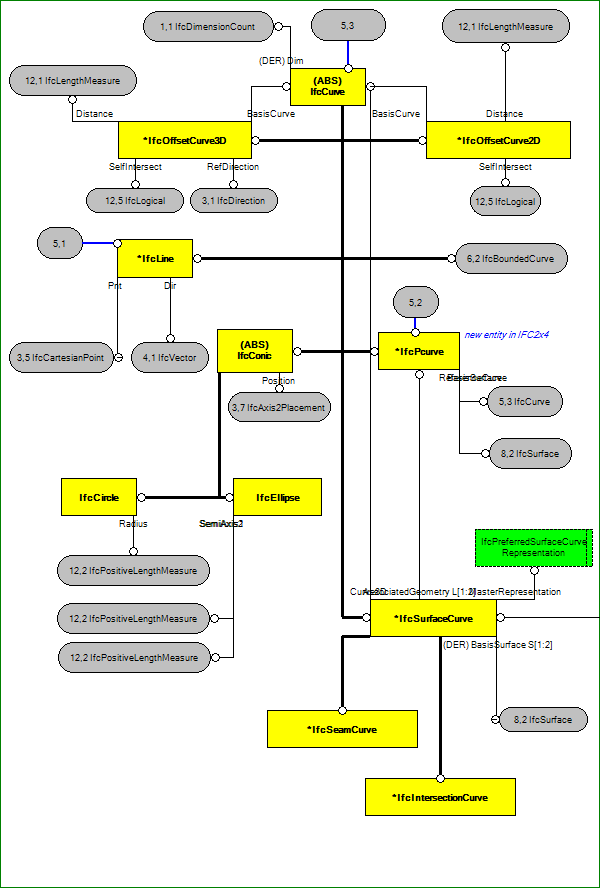 1,1 IfcDimensionCount
5,3
12,1 IfcLengthMeasure
(DER) Dim
(ABS)
IfcCurve
12,1 IfcLengthMeasure
Distance
BasisCurve
BasisCurve
Distance
*IfcOffsetCurve3D
*IfcOffsetCurve2D
SelfIntersect
RefDirection
SelfIntersect
12,5 IfcLogical
3,1 IfcDirection
12,5 IfcLogical
5,1
*IfcLine
6,2 IfcBoundedCurve
Pnt
Dir
5,2
new entity in IFC2x4
3,5 IfcCartesianPoint
4,1 IfcVector
(ABS)
IfcConic
*IfcPcurve
Position
BasisSurface
3,7 IfcAxis2Placement
5,3 IfcCurve
8,2 IfcSurface
IfcCircle
IfcEllipse
Radius
IfcPreferredSurfaceCurve
Representation
12,2 IfcPositiveLengthMeasure
Curve3D
AssociatedGeometry L[1:2]
MasterRepresentation
12,2 IfcPositiveLengthMeasure
*IfcSurfaceCurve
(DER) BasisSurface S[1:2]
12,2 IfcPositiveLengthMeasure
8,2 IfcSurface
*IfcSeamCurve
*IfcIntersectionCurve